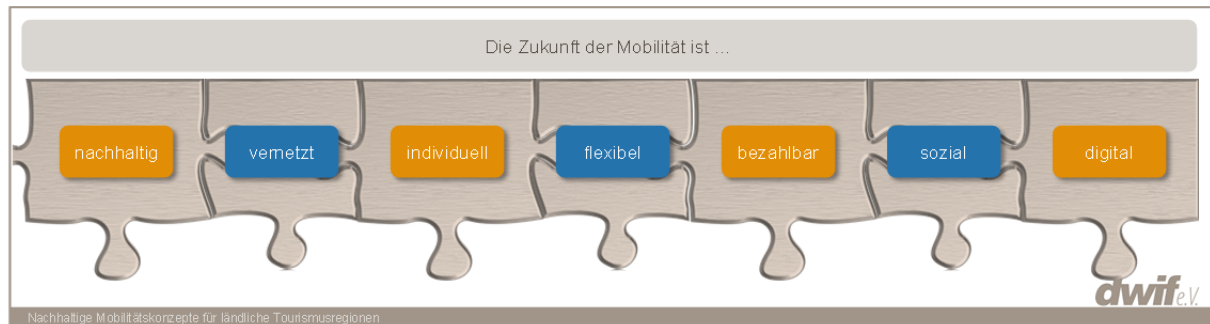 Die Zukunft der Mobilität ist ...
nachhaltig
vernetzt
individuell
flexibel
bezahlbar
sozial
digital
dwif e.V.
Nachhaltige Mobilitätskonzepte für ländliche Tourismusregionen